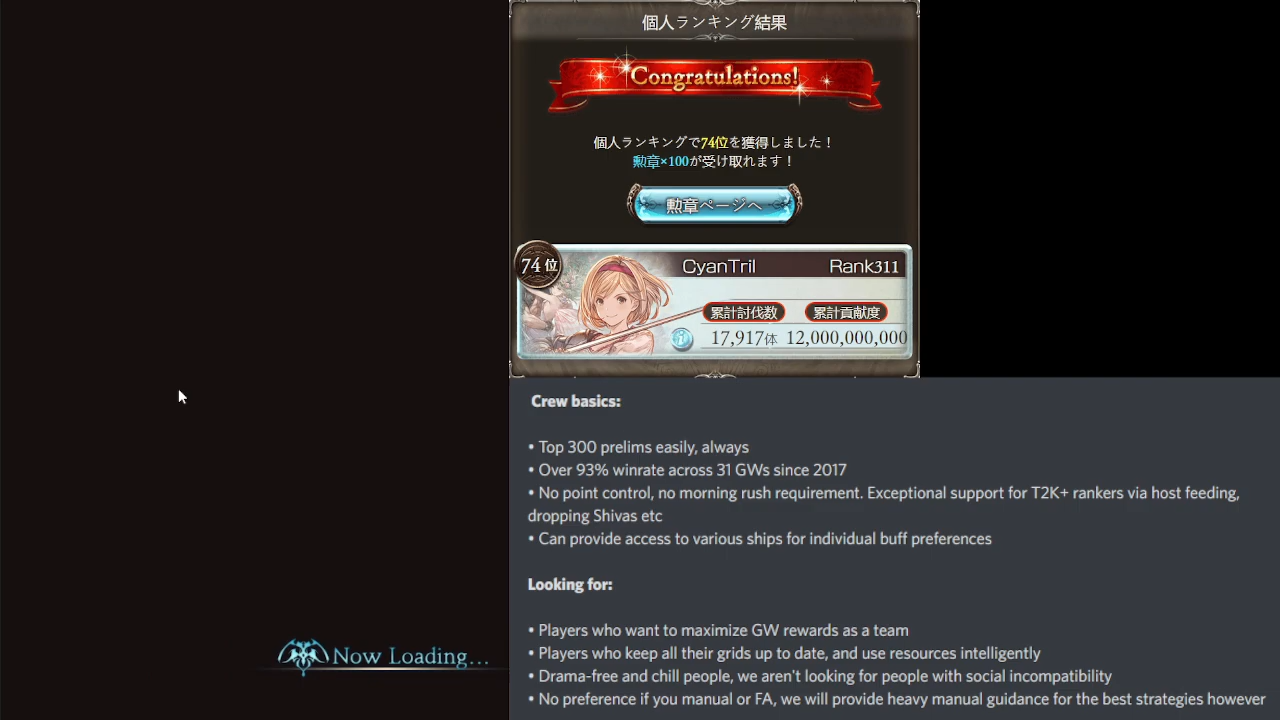 個人ランキング結果
Congratulations!
個人ランキングで74位を獲得しました！
勲章×100が受け取れます！
勲章ページへ
74位
CyanTril Rank311
累計討伐数 累計貢献度
17,917体 12,000,000,000
Crew basics:
• Top 300 prelims easily, always
• Over 93% winrate across 31 GWs since 2017
• No point control, no morning rush requirement. Exceptional support for T2K+ rankers via host feeding,
dropping Shivas etc
• Can provide access to various ships for individual buff preferences
Looking for:
• Players who want to maximize GW rewards as a team
• Players who keep all their grids up to date, and use resources intelligently
• Drama-free and chill people, we aren't looking for people with social incompatibility
• No preference if you manual or FA, we will provide heavy manual guidance for the best strategies however
Now Loading...